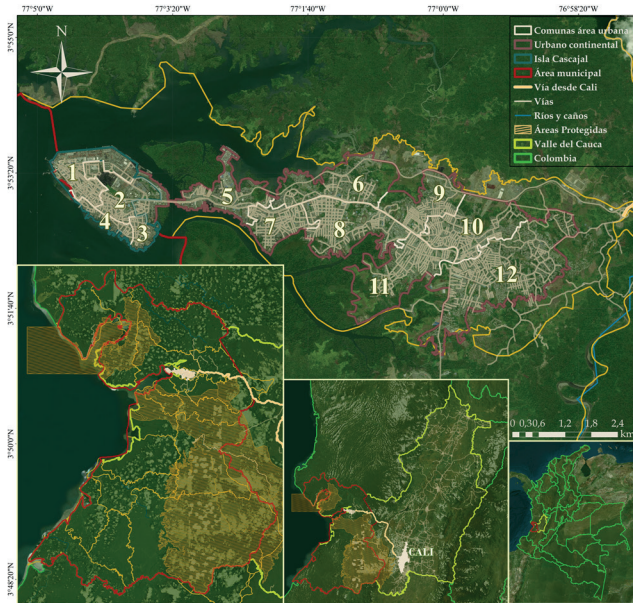 77°5'0"W
77°3'20"W
77°1'40"W
77°0'0"W
76°58'20"W
3°55'0"N
3°53'20"N
3°51'40"N
3°50'0"N
3°48'20"N
N
Comunas área urbana
Urbano continental
Isla Cascajal
Área municipal
Vía desde Cali
Vías
Ríos y caños
Áreas Protegidas
Valle del Cauca
Colombia
1
2
3
4
5
6
7
8
9
10
11
12
0 0,30,6 1,2 1,8 2,4
km
CALI